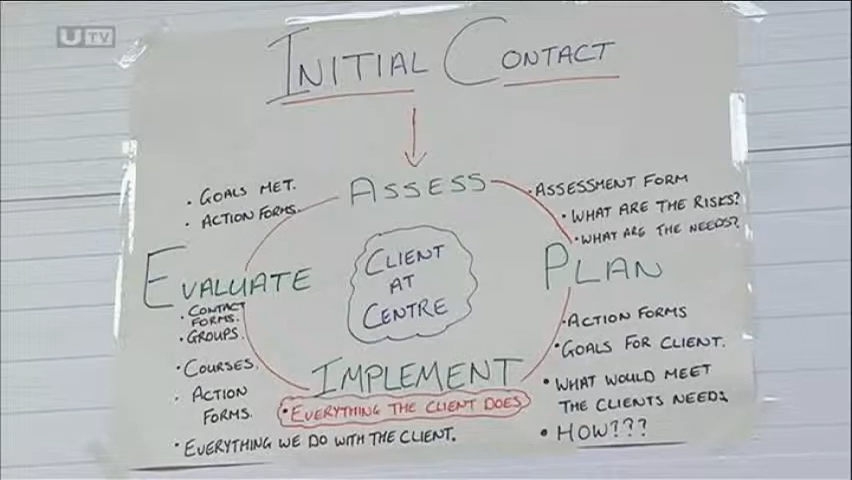 UTV
INITIAL CONTACT
ASSESS
• GOALS MET.
• ACTION FORMS.
• ASSESSMENT FORM
• WHAT ARE THE RISKS?
• WHAT ARE THE NEEDS?
EVALUATE
CLIENT
AT
CENTRE
PLAN
• CONTACT
FORMS.
• GROUPS.
• COURSES.
• ACTION
FORMS.
• ACTION FORMS
• GOALS FOR CLIENT.
• WHAT WOULD MEET
THE CLIENTS NEEDS
• HOW???
IMPLEMENT
• EVERYTHING THE CLIENT DOES
• EVERYTHING WE DO WITH THE CLIENT.